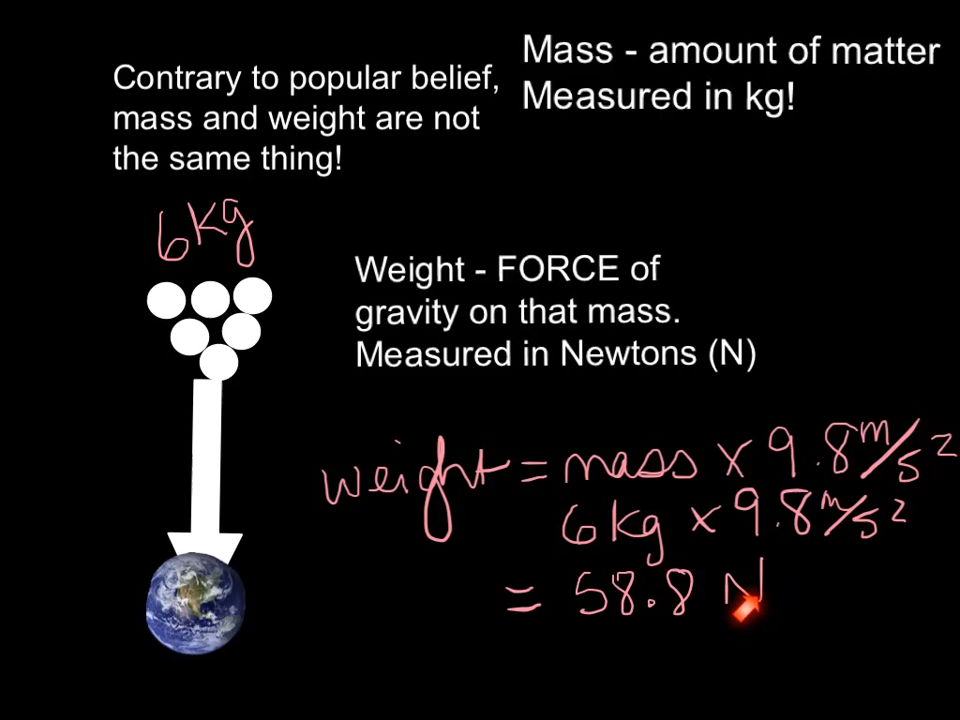 Contrary to popular belief,
mass and weight are not
the same thing!
Mass - amount of matter
Measured in kg!
6kg
Weight - FORCE of
gravity on that mass.
Measured in Newtons (N)
weight = mass x 9.8 m/s²
6kg x 9.8 m/s²
= 58.8 N